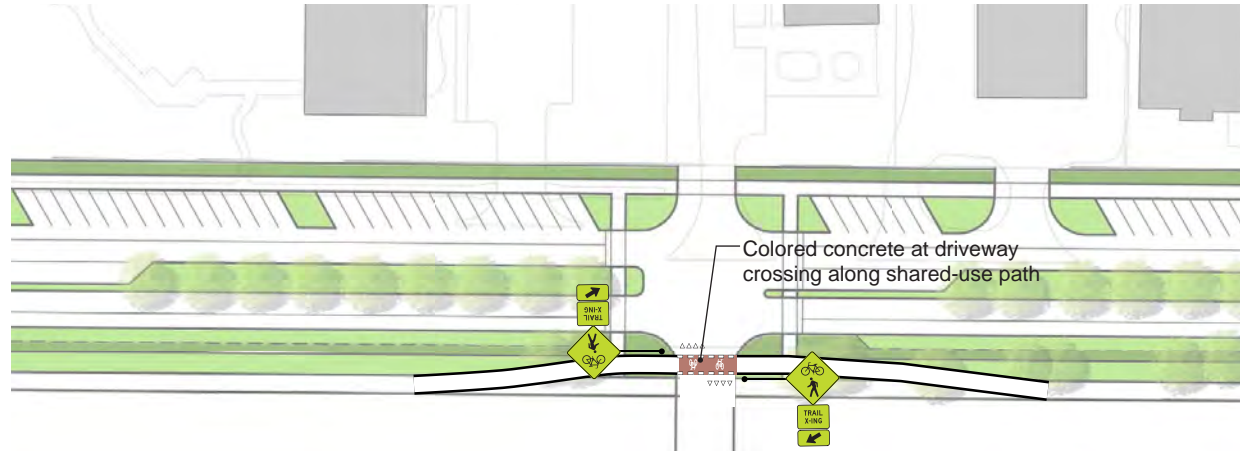 Colored concrete at driveway
crossing along shared-use path
TRAIL
X-ING
TRAIL
X-ING